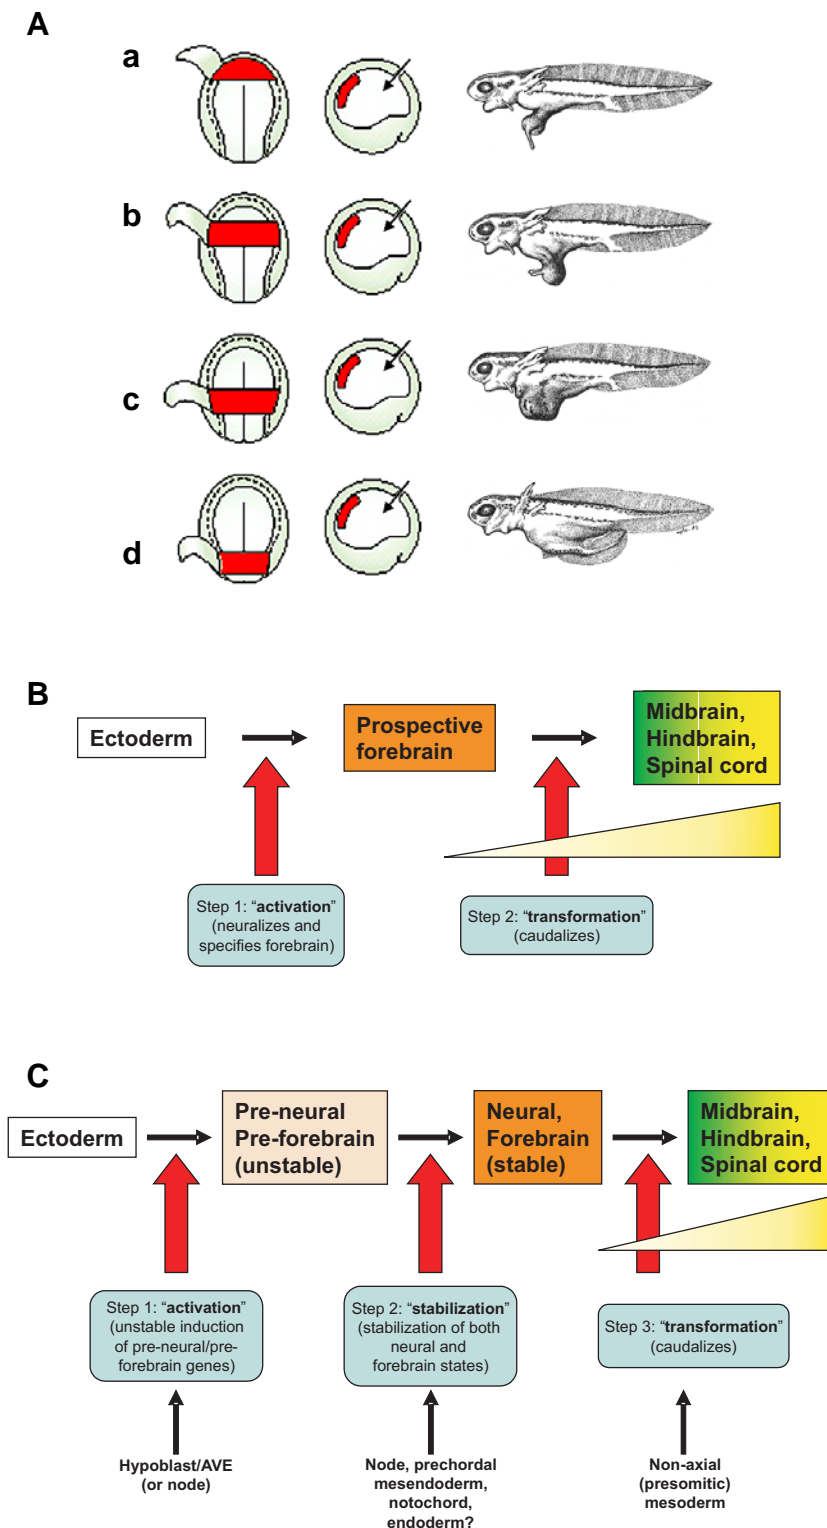 A
a
b
c
d
B
Ectoderm
Prospective
forebrain
Midbrain,
Hindbrain,
Spinal cord
Step 1: “activation”
(neuralizes and
specifies forebrain)
Step 2: “transformation”
(caudalizes)
C
Ectoderm
Pre-neural
Pre-forebrain
(unstable)
Neural,
Forebrain
(stable)
Midbrain,
Hindbrain,
Spinal cord
Step 1: “activation”
(unstable induction
of pre-neural/pre-
forebrain genes)
Step 2: “stabilization”
(stabilization of both
neural and
forebrain states)
Step 3: “transformation”
(caudalizes)
Hypoblast/AVE
(or node)
Node, prechordal
mesendoderm,
notochord,
endoderm?
Non-axial
(presomitic)
mesoderm